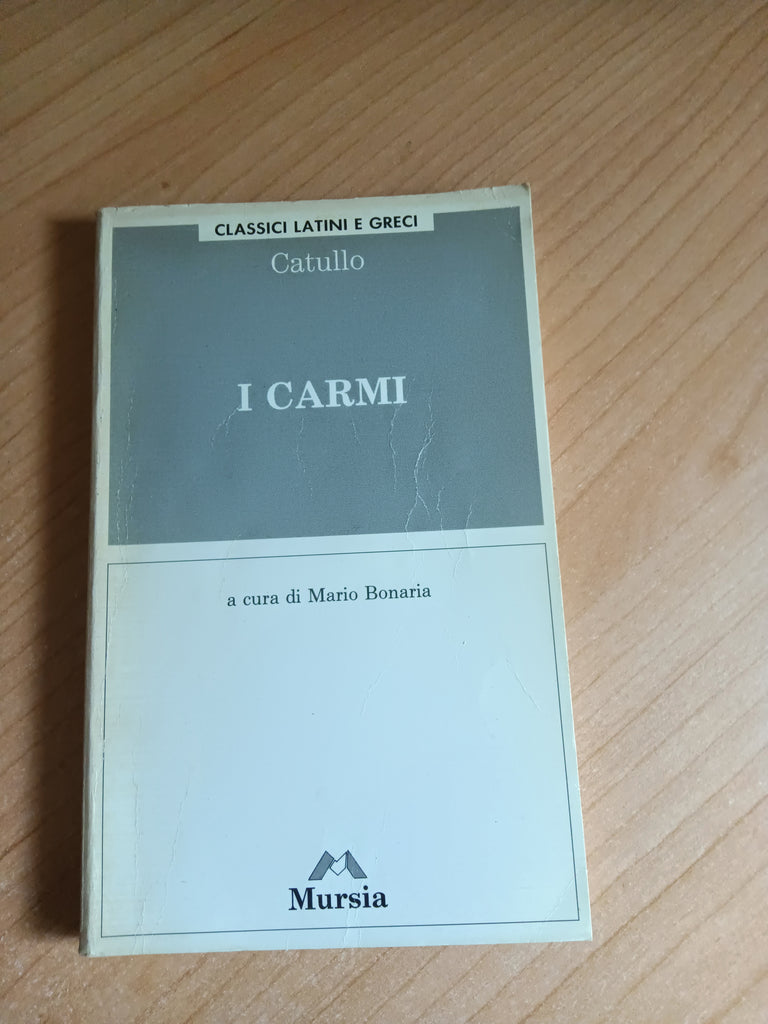 CLASSICI LATINI E GRECI
Catullo
I CARMI
a cura di Mario Bonaria
Mursia